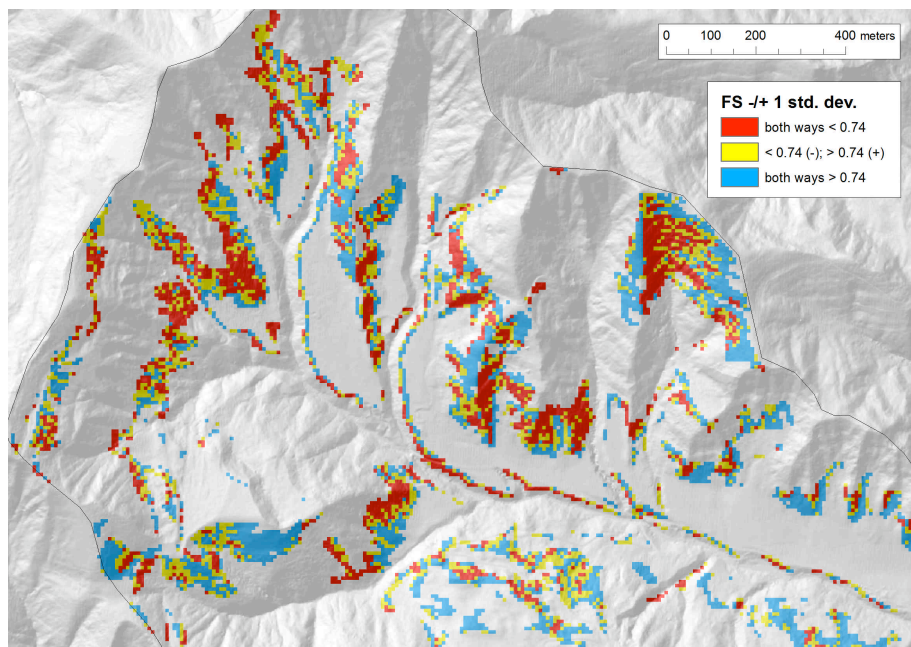 0 100 200 400 meters
FS -/+ 1 std. dev.
both ways < 0.74
< 0.74 (-); > 0.74 (+)
both ways > 0.74